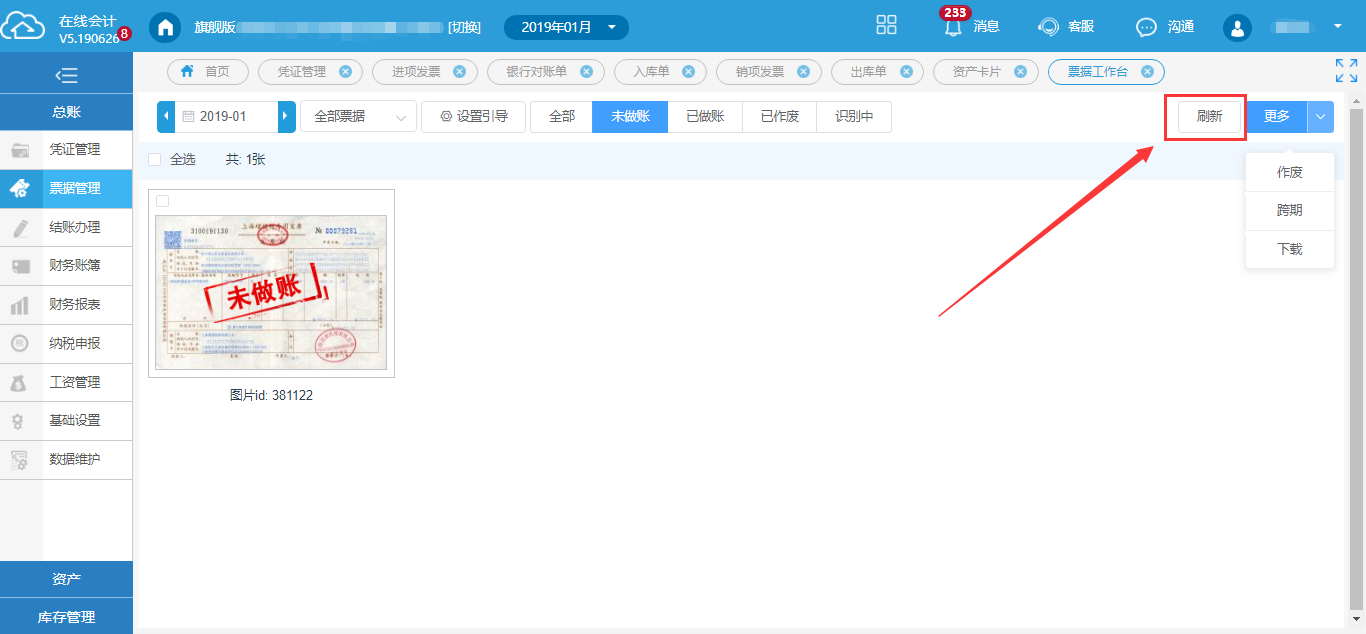 在线会计
V5.190626
8
旗舰版
[切换]
2019年01月
233
消息
客服
沟通
首页
凭证管理
进项发票
银行对账单
入库单
销项发票
出库单
资产卡片
票据工作台
总账
凭证管理
票据管理
结账办理
财务账簿
财务报表
纳税申报
工资管理
基础设置
数据维护
资产
库存管理
2019-01
全部票据
设置引导
全部
未做账
已做账
已作废
识别中
刷新
更多
作废
跨期
下载
全选
共: 1张
3100191130
№ 00873281
未做账
图片id: 381122